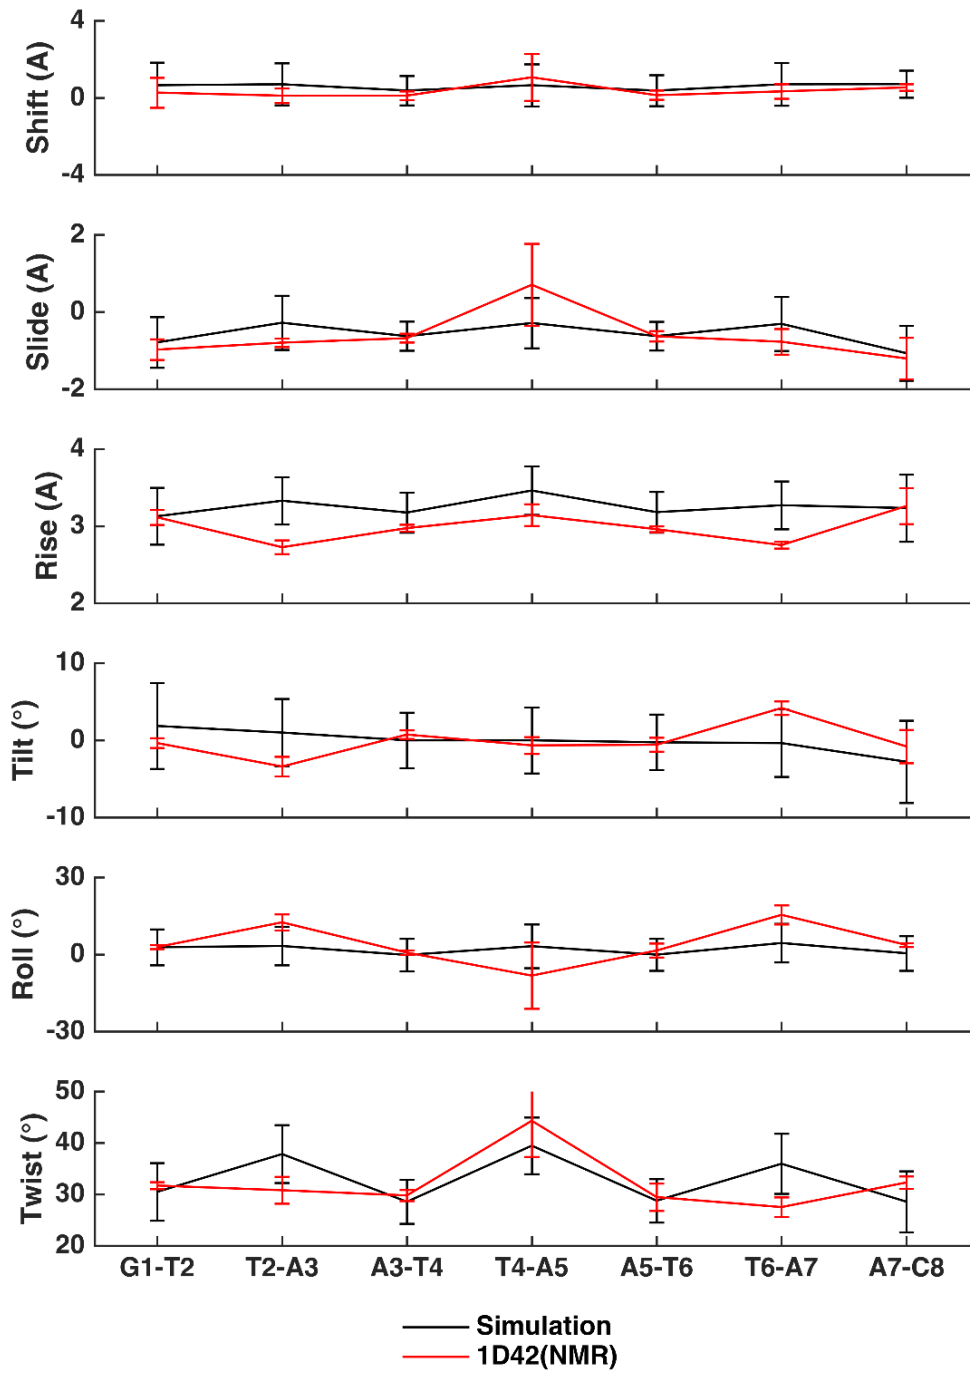 Shift (A)
4
0
-4
Slide (A)
2
0
-2
Rise (A)
4
3
2
Tilt (°)
10
0
-10
Roll (°)
30
0
-30
Twist (°)
50
40
30
20
G1-T2 T2-A3 A3-T4 T4-A5 A5-T6 T6-A7 A7-C8
Simulation
1D42(NMR)